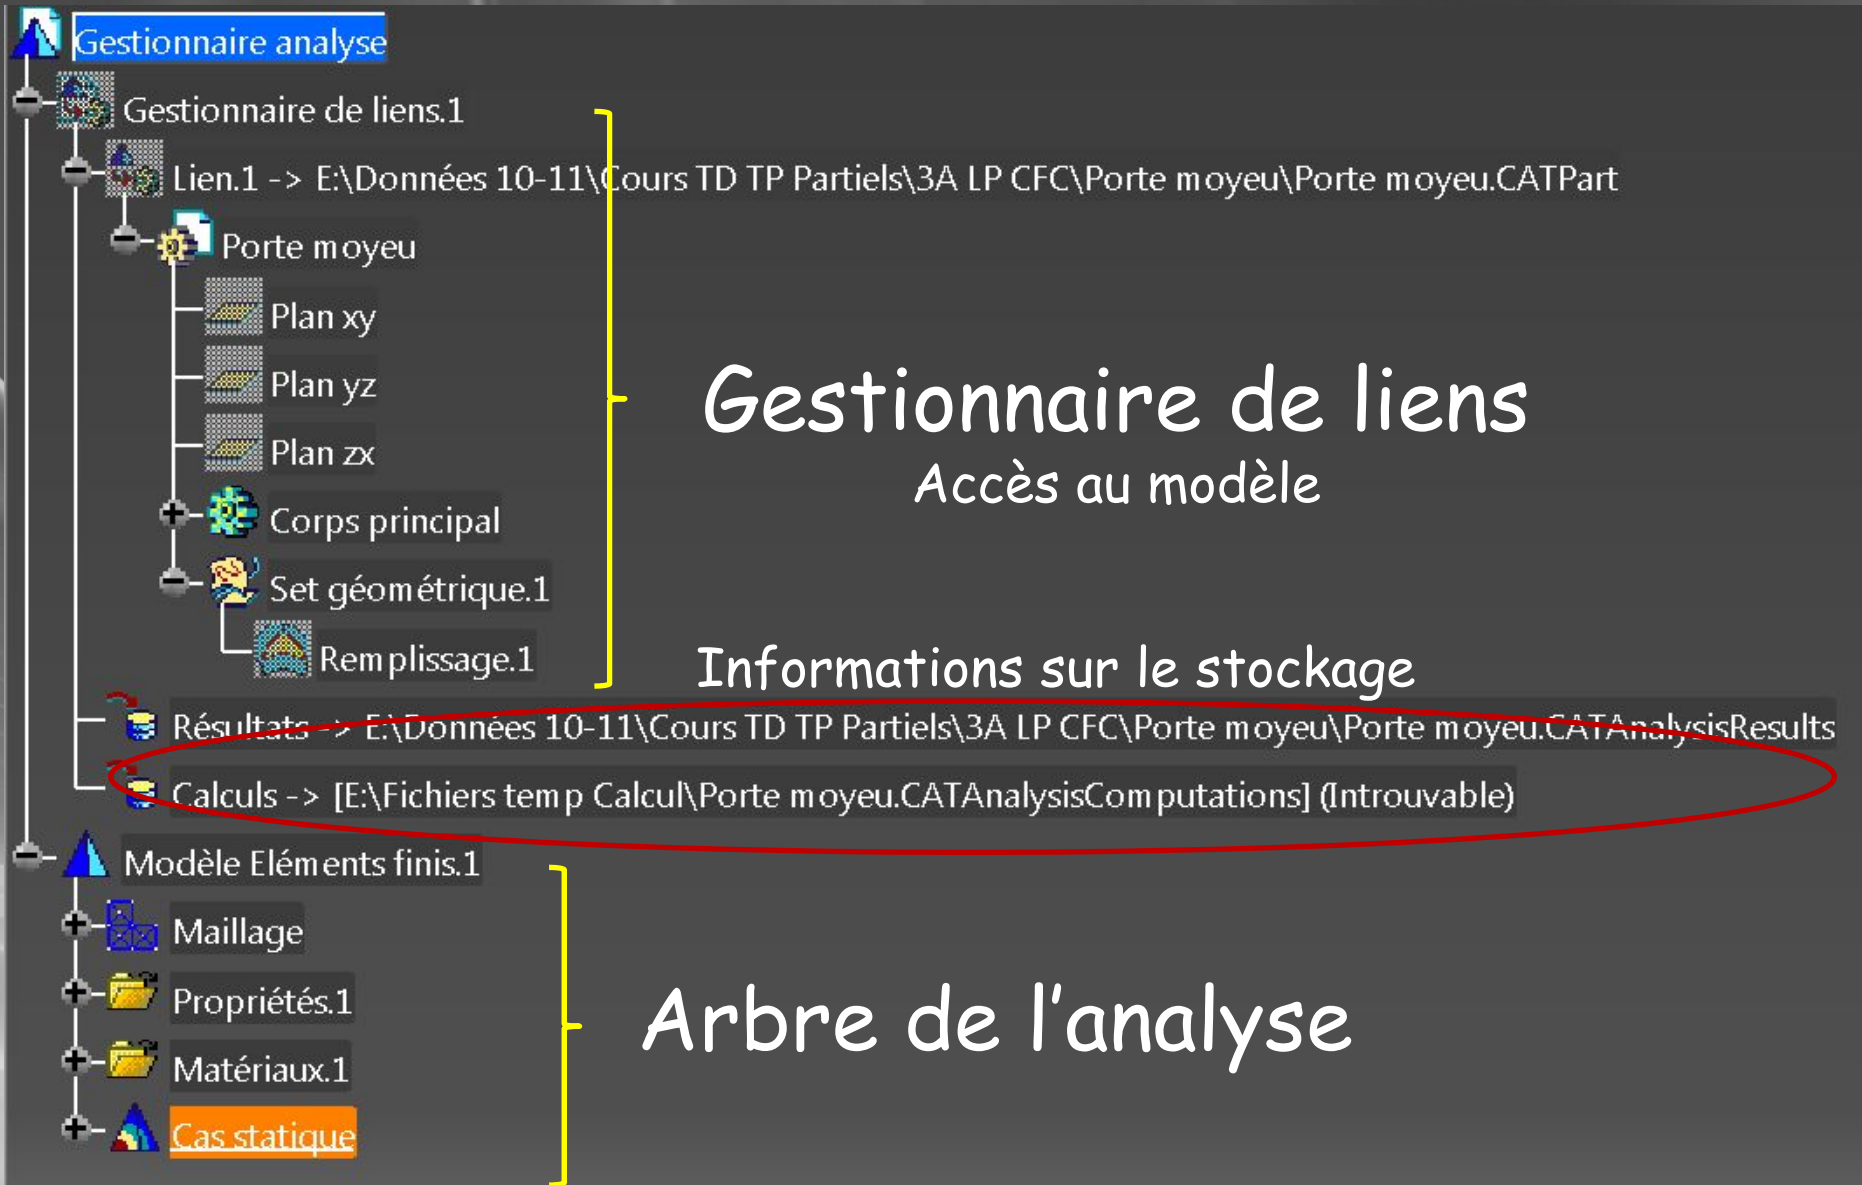 Gestionnaire analyse
Gestionnaire de liens.1
Lien.1 -> E:\Données 10-11\Cours TD TP Partiels\3A LP CFC\Porte moyeu\Porte moyeu.CATPart
Porte moyeu
Plan xy
Plan yz
Plan zx
Corps principal
Set géométrique.1
Remplissage.1
Gestionnaire de liens
Accès au modèle
Informations sur le stockage
Résultats -> E:\Données 10-11\Cours TD TP Partiels\3A LP CFC\Porte moyeu\Porte moyeu.CATAnalysisResults
Calculs -> [E:\Fichiers temp Calcul\Porte moyeu.CATAnalysisComputations] (Introuvable)
Modèle Eléments finis.1
Maillage
Propriétés.1
Matériaux.1
Cas statique
Arbre de l'analyse